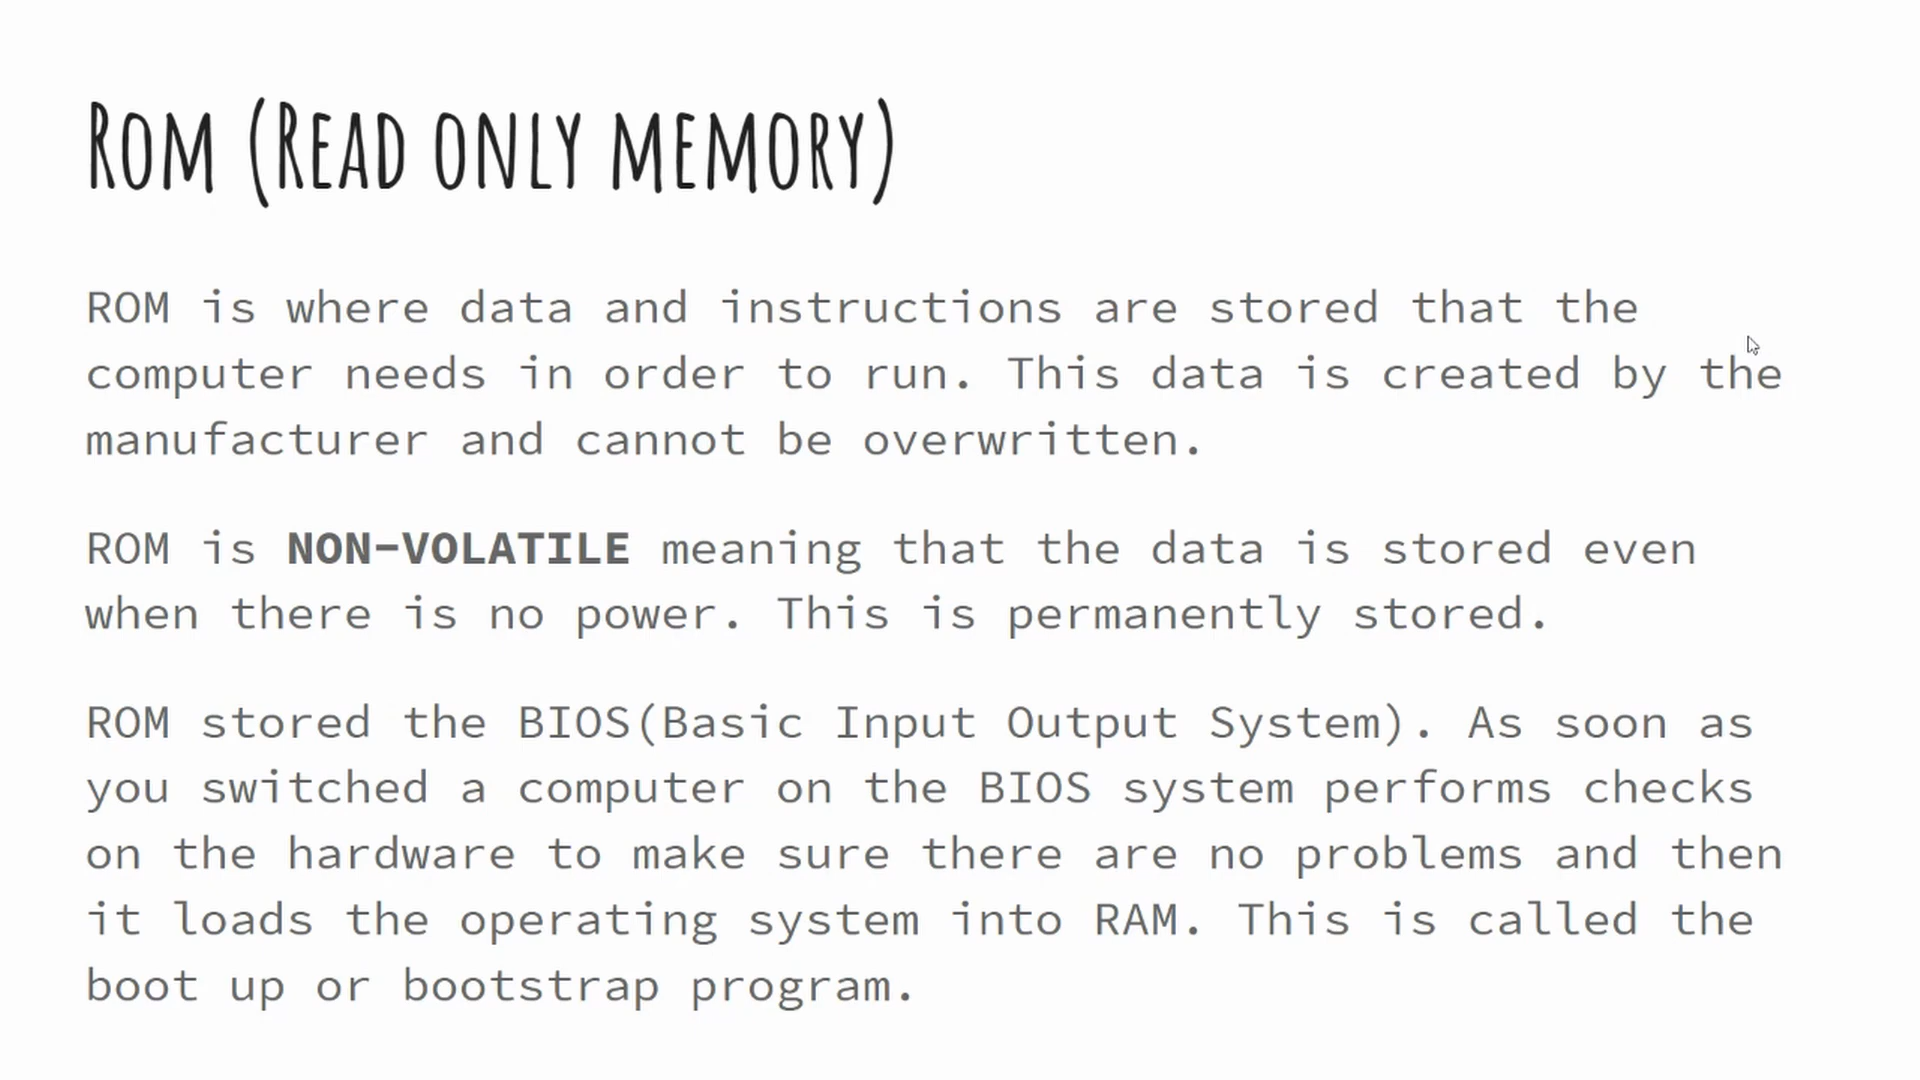 Rom (Read only memory)
ROM is where data and instructions are stored that the
computer needs in order to run. This data is created by the
manufacturer and cannot be overwritten.
ROM is NON-VOLATILE meaning that the data is stored even
when there is no power. This is permanently stored.
ROM stored the BIOS(Basic Input Output System). As soon as
you switched a computer on the BIOS system performs checks
on the hardware to make sure there are no problems and then
it loads the operating system into RAM. This is called the
boot up or bootstrap program.